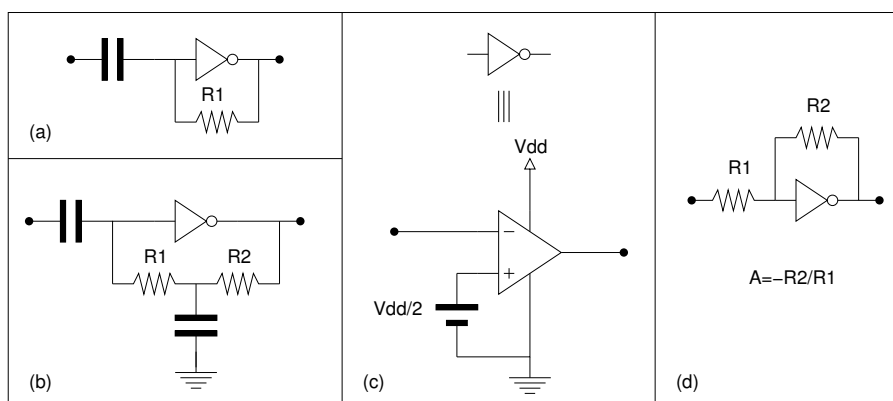 R1
(a)
R1 R2
(b)
Vdd
−
+
Vdd/2
(c)
R2
R1
A=−R2/R1
(d)